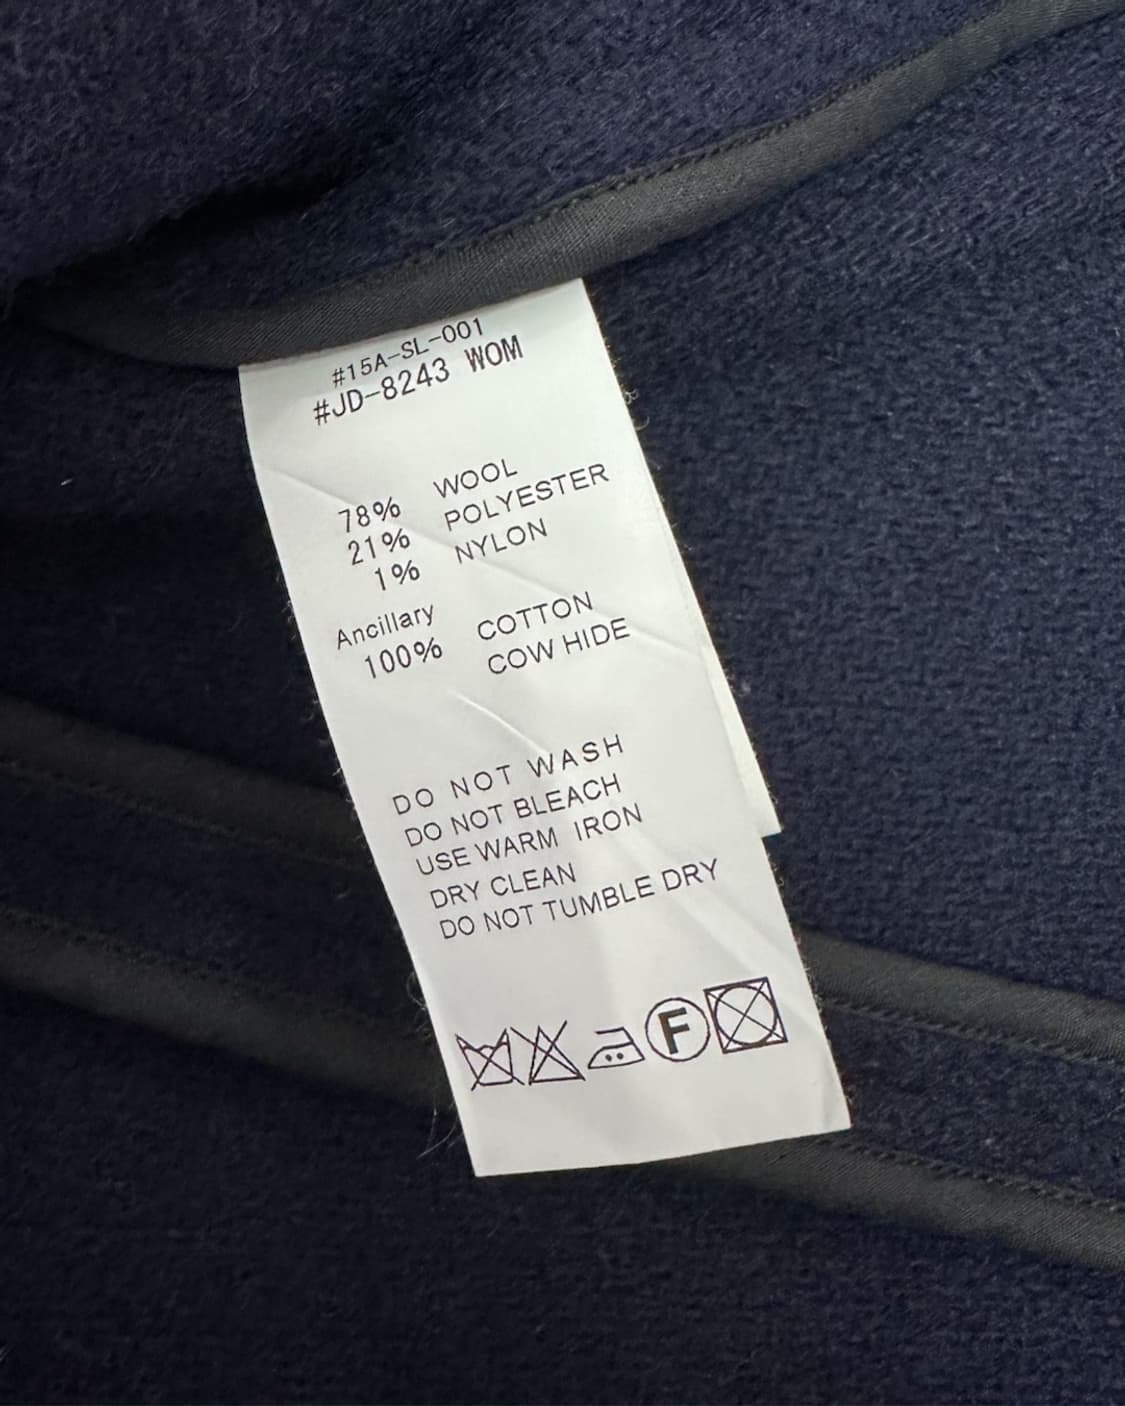 #15A-SL-001
#JD-8243 WOM
78% WOOL
21% POLYESTER
1% NYLON
Ancillary COTTON
100% COW HIDE
DO NOT WASH
DO NOT BLEACH
USE WARM IRON
DRY CLEAN
DO NOT TUMBLE DRY
F